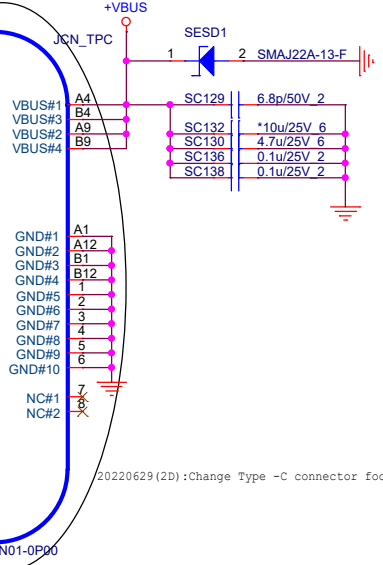 +VBUS
JCN_TPC
SESD1
1 2 SMAJ22A-13-F
VBUS#1 A4
VBUS#3 B4
VBUS#2 A9
VBUS#4 B9
SC129 6.8p/50V_2
SC132 *10u/25V_6
SC130 4.7u/25V_6
SC136 0.1u/25V_2
SC138 0.1u/25V_2
GND#1 A1
GND#2 A12
GND#3 B1
GND#4 B12
GND#5 1
GND#6 2
GND#7 3
GND#8 4
GND#9 5
GND#10 6
NC#1 7
NC#2 8
20220629(2D):Change Type -C connector foo
N01-0P00